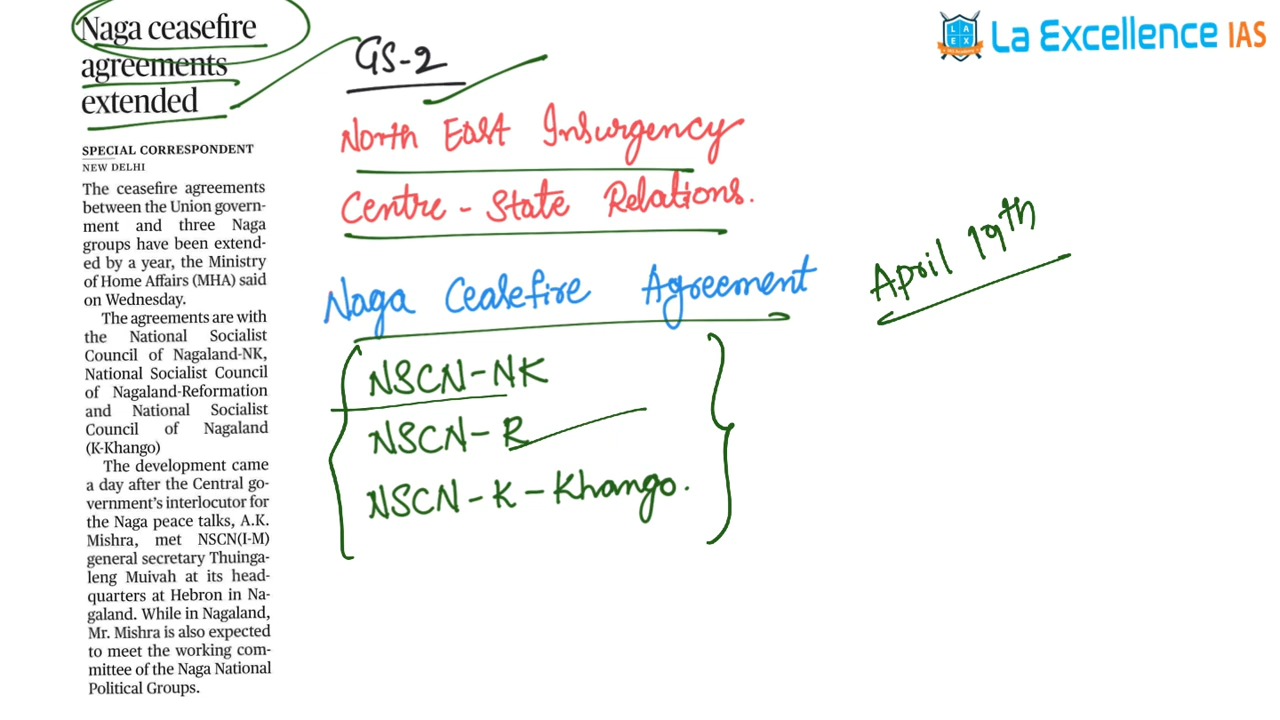 Naga ceasefire
agreements
extended
SPECIAL CORRESPONDENT
NEW DELHI
The ceasefire agreements
between the Union govern-
ment and three Naga
groups have been extend-
ed by a year, the Ministry
of Home Affairs (MHA) said
on Wednesday.
The agreements are with
the National Socialist
Council of Nagaland-NK,
National Socialist Council
of Nagaland-Reformation
and National Socialist
Council of Nagaland
(K-Khango)
The development came
a day after the Central go-
vernment's interlocutor for
the Naga peace talks, A.K.
Mishra, met NSCN(I-M)
general secretary Thuinga-
leng Muivah at its head-
quarters at Hebron in Na-
galand. While in Nagaland,
Mr. Mishra is also expected
to meet the working com-
mittee of the Naga National
Political Groups.
GS-2
North East Insurgency
Centre - State Relations.
Naga Ceasefire Agreement
NSCN-NK
NSCN-R
NSCN-K-Khango.
April 19th
LA
EX
La Excellence IAS